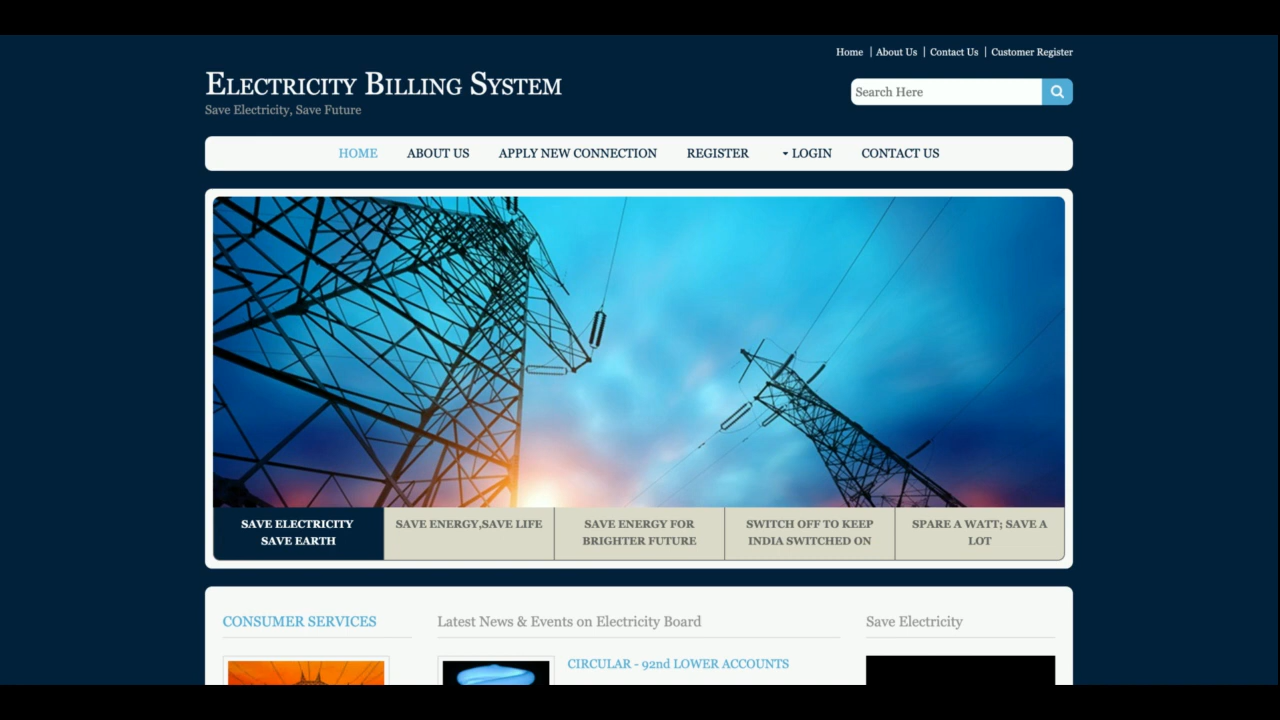 Home | About Us | Contact Us | Customer Register
Electricity Billing System
Save Electricity, Save Future
Search Here
HOME ABOUT US APPLY NEW CONNECTION REGISTER LOGIN CONTACT US
SAVE ELECTRICITY
SAVE EARTH
SAVE ENERGY,SAVE LIFE
SAVE ENERGY FOR
BRIGHTER FUTURE
SWITCH OFF TO KEEP
INDIA SWITCHED ON
SPARE A WATT; SAVE A
LOT
CONSUMER SERVICES
Latest News & Events on Electricity Board
CIRCULAR - 92nd LOWER ACCOUNTS
Save Electricity